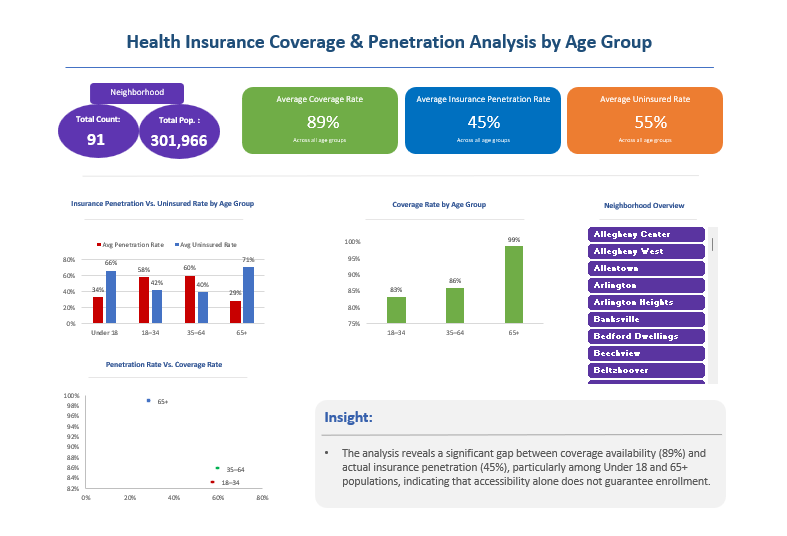 Health Insurance Coverage & Penetration Analysis by Age Group
Neighborhood
Total Count:
91
Total Pop. :
301,966
Average Coverage Rate
89%
Across all age groups
Average Insurance Penetration Rate
45%
Across all age groups
Average Uninsured Rate
55%
Across all age groups
Insurance Penetration Vs. Uninsured Rate by Age Group
Avg Penetration Rate
Avg Uninsured Rate
80%
60%
40%
20%
0%
34%
66%
58%
42%
60%
40%
29%
71%
Under 18
18–34
35–64
65+
Coverage Rate by Age Group
100%
95%
90%
85%
80%
75%
83%
86%
99%
18–34
35–64
65+
Neighborhood Overview
Allegheny Center
Allegheny West
Allentown
Arlington
Arlington Heights
Banksville
Bedford Dwellings
Beechview
Beltzhoover
Penetration Rate Vs. Coverage Rate
100%
98%
96%
94%
92%
90%
88%
86%
84%
82%
65+
35–64
18–34
0%
20%
40%
60%
80%
Insight:
• The analysis reveals a significant gap between coverage availability (89%) and
actual insurance penetration (45%), particularly among Under 18 and 65+
populations, indicating that accessibility alone does not guarantee enrollment.